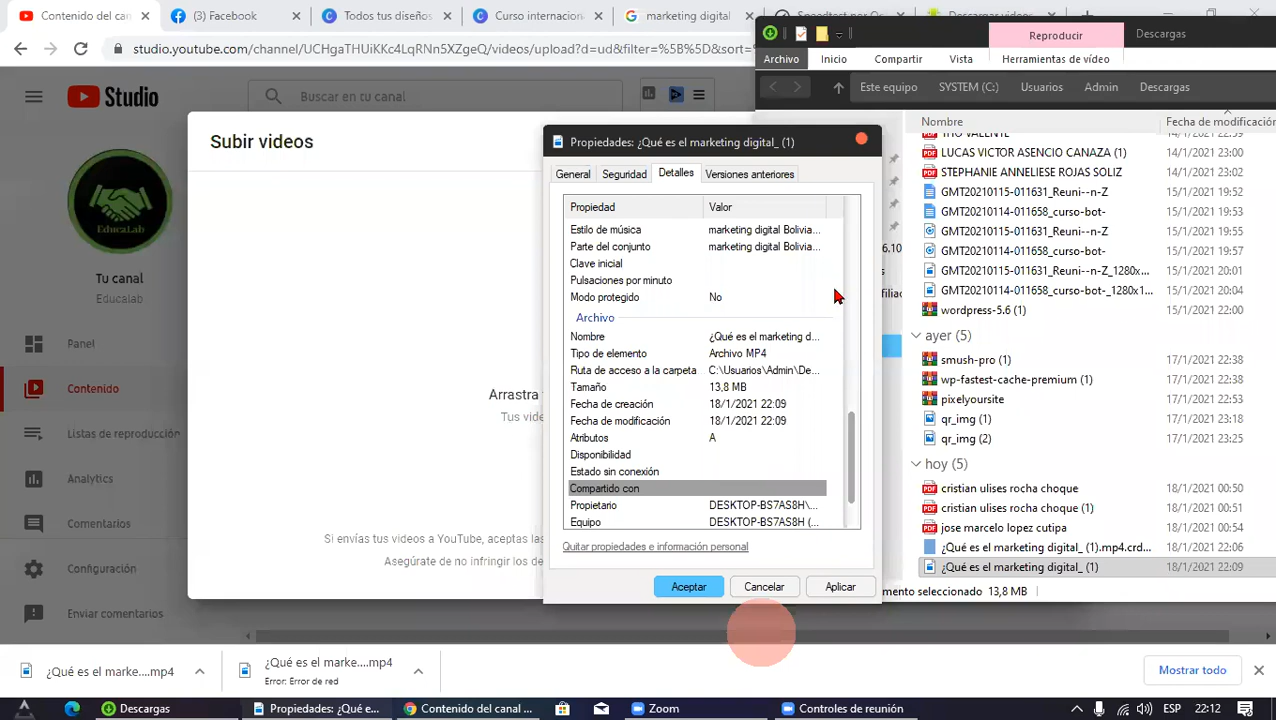 Contenido del canal - YouTube
(3) Facebook
Todos tus diseños
Curso internacional
marketing digital
Speedtest por
Descargar videos
studio.youtube.com/channel/UCHgaTHUIKKc4LqRNn5XZgeQ/videos/upload?d=ud&filter=%5B%5D&sort=
Reproducir
Descargas
Archivo
Inicio
Compartir
Vista
Herramientas de vídeo
Este equipo
SYSTEM (C:)
Usuarios
Admin
Descargas
Studio
Buscar en tu canal
Subir videos
EducaLab
Tu canal
Educalab
Panel
Contenido
Listas de reproducción
Analytics
Comentarios
Configuración
Enviar comentarios
Arrastra
Tus vide
Si envías tus videos a YouTube, aceptas las
Asegúrate de no infringir los de
Propiedades: ¿Qué es el marketing digital_ (1)
General
Seguridad
Detalles
Versiones anteriores
Propiedad
Valor
Estilo de música
marketing digital Bolivia...
Parte del conjunto
marketing digital Bolivia...
Clave inicial
Pulsaciones por minuto
Modo protegido
No
Archivo
Nombre
¿Qué es el marketing d...
Tipo de elemento
Archivo MP4
Ruta de acceso a la carpeta
C:\Usuarios\Admin\De...
Tamaño
13,8 MB
Fecha de creación
18/1/2021 22:09
Fecha de modificación
18/1/2021 22:09
Atributos
A
Disponibilidad
Estado sin conexión
Compartido con
Propietario
DESKTOP-BS7AS8H\...
Equipo
DESKTOP-BS7AS8H (...
Quitar propiedades e información personal
Aceptar
Cancelar
Aplicar
6.10
s
afiliac
Nombre
Fecha de modificación
TITO VALENTE
14/1/2021 22:59
LUCAS VICTOR ASENCIO CANAZA (1)
14/1/2021 23:00
STEPHANIE ANNELIESE ROJAS SOLIZ
14/1/2021 23:02
GMT20210115-011631_Reuni--n-Z
15/1/2021 19:52
GMT20210114-011658_curso-bot-
15/1/2021 19:53
GMT20210115-011631_Reuni--n-Z
15/1/2021 19:55
GMT20210114-011658_curso-bot-
15/1/2021 19:57
GMT20210115-011631_Reuni--n-Z_1280x...
15/1/2021 20:01
GMT20210114-011658_curso-bot-_1280x1...
15/1/2021 20:04
wordpress-5.6 (1)
15/1/2021 22:00
ayer (5)
smush-pro (1)
17/1/2021 22:38
wp-fastest-cache-premium (1)
17/1/2021 22:38
pixelyoursite
17/1/2021 22:53
qr_img (1)
17/1/2021 23:18
qr_img (2)
17/1/2021 23:25
hoy (5)
cristian ulises rocha choque
18/1/2021 00:50
cristian ulises rocha choque (1)
18/1/2021 00:51
jose marcelo lopez cutipa
18/1/2021 00:54
¿Qué es el marketing digital_ (1).mp4.crd...
18/1/2021 22:06
¿Qué es el marketing digital_ (1)
18/1/2021 22:09
mento seleccionado 13,8 MB
¿Qué es el marke....mp4
¿Qué es el marke....mp4
Error: Error de red
Mostrar todo
Descargas
Propiedades: ¿Qué e...
Contenido del canal ...
Zoom
Controles de reunión
ESP
22:12